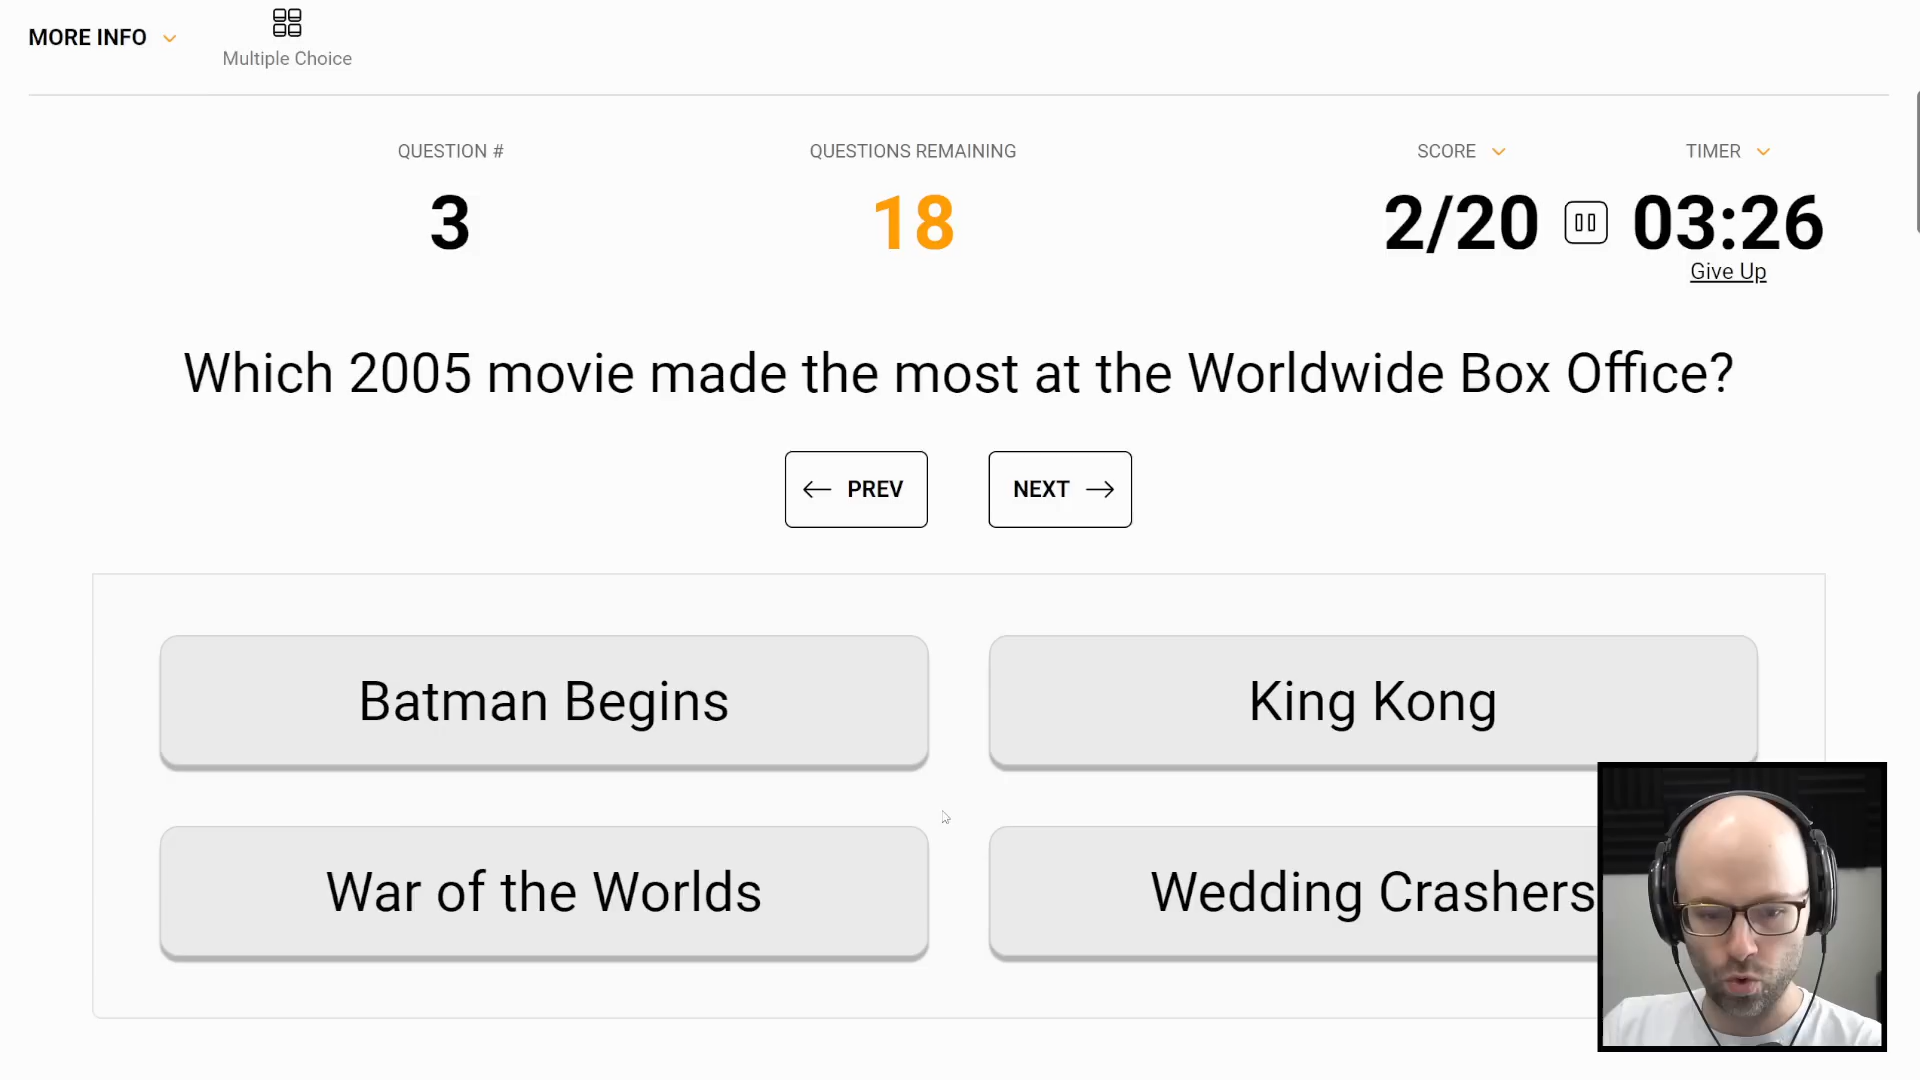 MORE INFO
Multiple Choice
QUESTION #
QUESTIONS REMAINING
SCORE
TIMER
3
18
2/20
03:26
Give Up
Which 2005 movie made the most at the Worldwide Box Office?
PREV
NEXT
Batman Begins
King Kong
War of the Worlds
Wedding Crashers